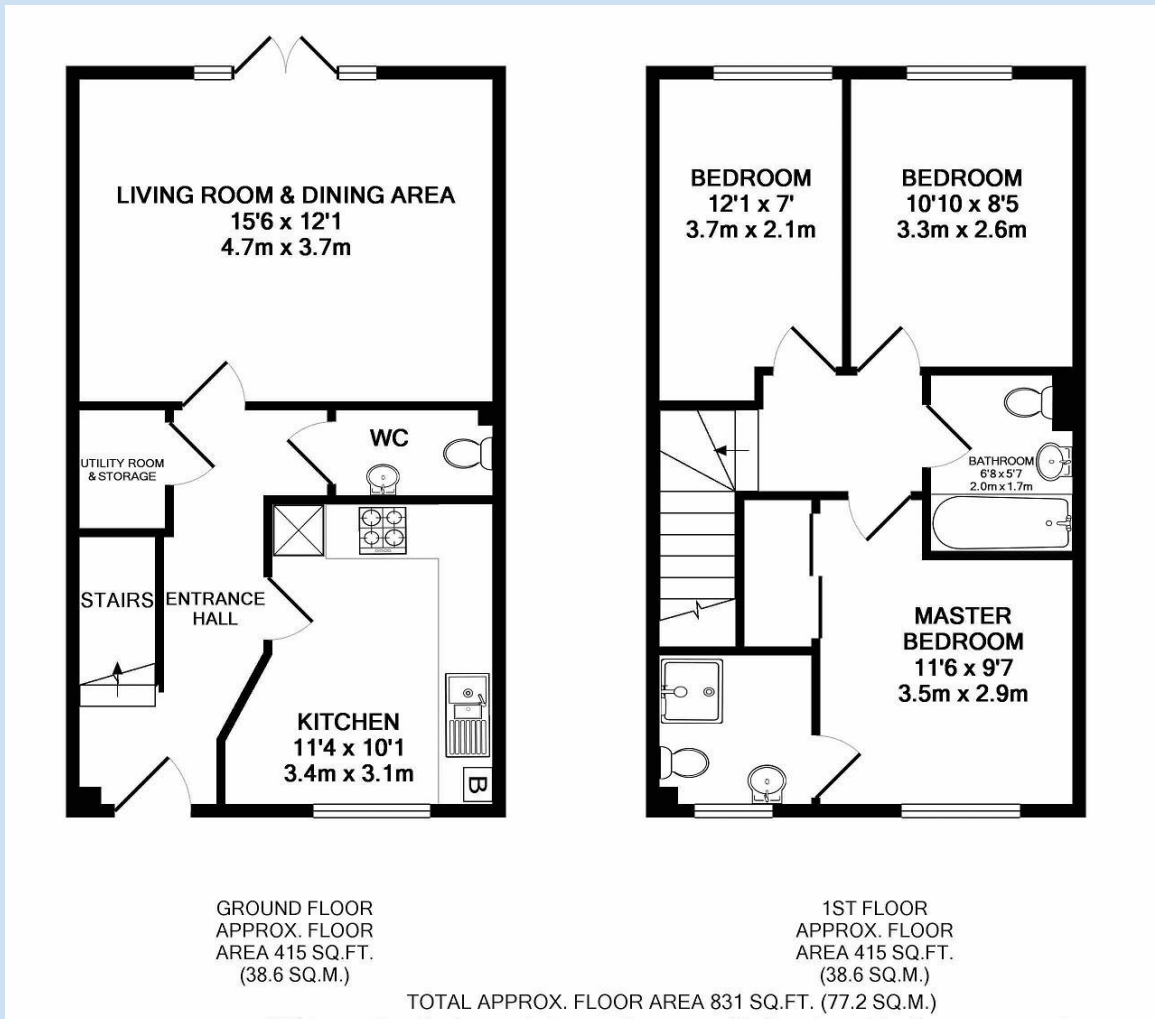 LIVING ROOM & DINING AREA
15'6 x 12'1
4.7m x 3.7m
WC
UTILITY ROOM
& STORAGE
STAIRS
ENTRANCE
HALL
KITCHEN
11'4 x 10'1
3.4m x 3.1m
B
BEDROOM
12'1 x 7'
3.7m x 2.1m
BEDROOM
10'10 x 8'5
3.3m x 2.6m
BATHROOM
6'8 x 5'7
2.0m x 1.7m
MASTER
BEDROOM
11'6 x 9'7
3.5m x 2.9m
GROUND FLOOR
APPROX. FLOOR
AREA 415 SQ.FT.
(38.6 SQ.M.)
1ST FLOOR
APPROX. FLOOR
AREA 415 SQ.FT.
(38.6 SQ.M.)
TOTAL APPROX. FLOOR AREA 831 SQ.FT. (77.2 SQ.M.)